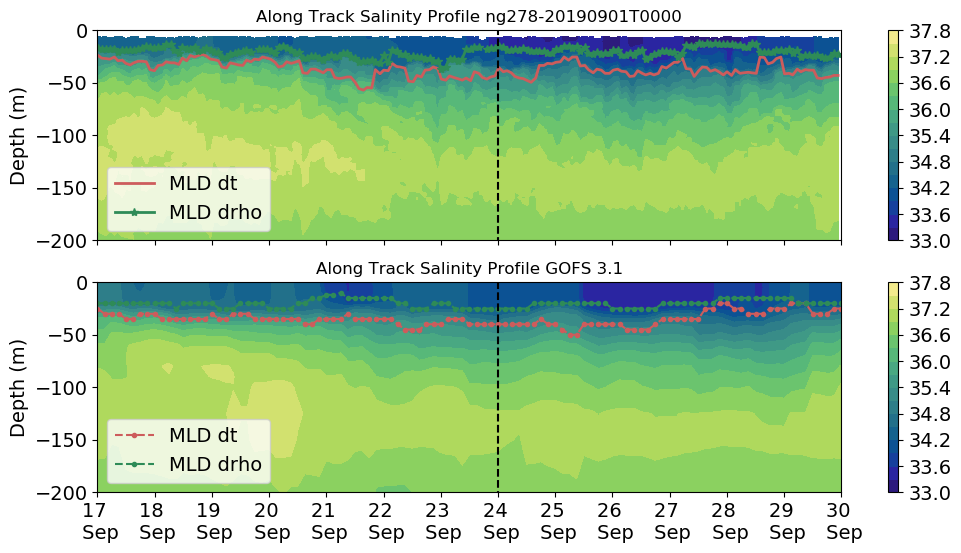 Along Track Salinity Profile ng278-20190901T0000
Depth (m)
0
−50
−100
−150
−200
MLD dt
MLD drho
37.8
37.2
36.6
36.0
35.4
34.8
34.2
33.6
33.0
Along Track Salinity Profile GOFS 3.1
Depth (m)
0
−50
−100
−150
−200
MLD dt
MLD drho
37.8
37.2
36.6
36.0
35.4
34.8
34.2
33.6
33.0
17 18 19 20 21 22 23 24 25 26 27 28 29 30
Sep Sep Sep Sep Sep Sep Sep Sep Sep Sep Sep Sep Sep Sep